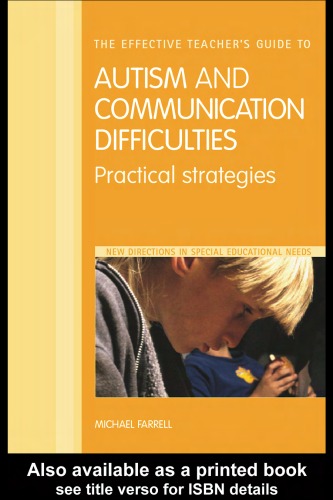 THE EFFECTIVE TEACHER'S GUIDE TO
AUTISM AND
COMMUNICATION
DIFFICULTIES
Practical strategies
NEW DIRECTIONS IN SPECIAL EDUCATIONAL NEEDS
MICHAEL FARRELL
Also available as a printed book
see title verso for ISBN details